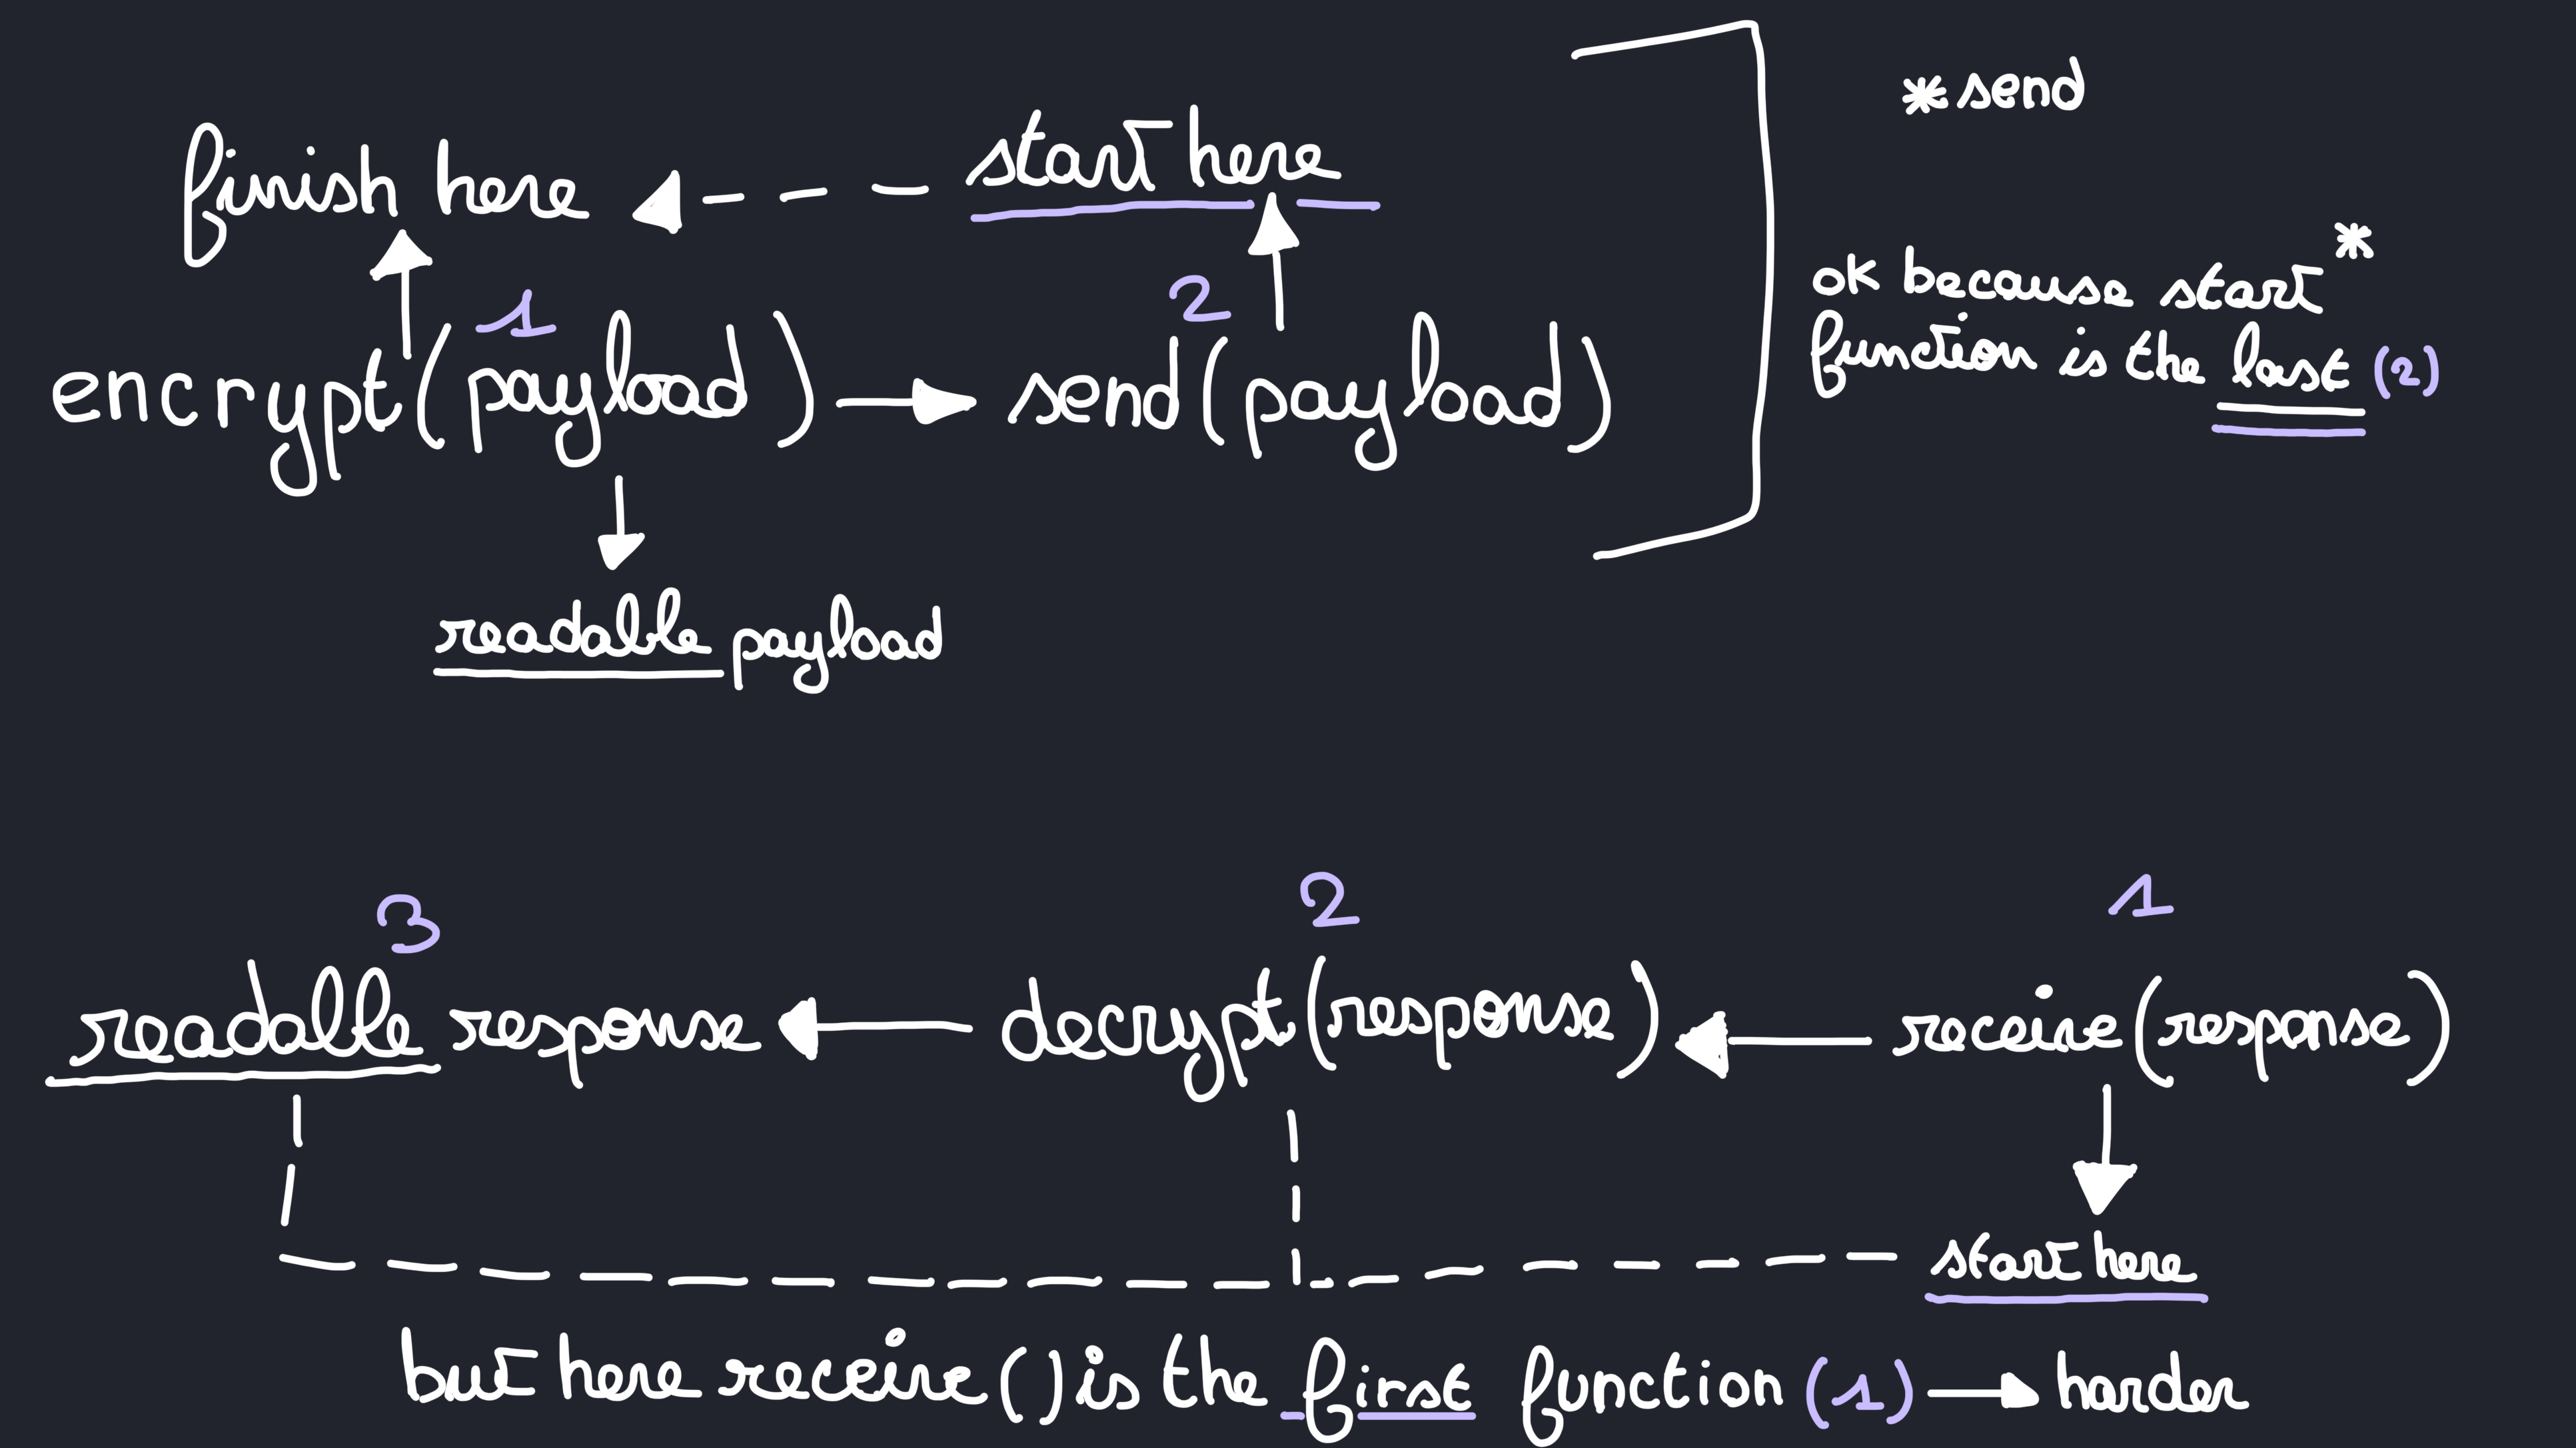 *send
finish here
start here
*
ok because start
function is the last (2)
1
2
encrypt(payload)
send(payload)
readable payload
3
2
1
readable response
decrypt(response)
receive(response)
start here
but here receive() is the first function (1)
harder